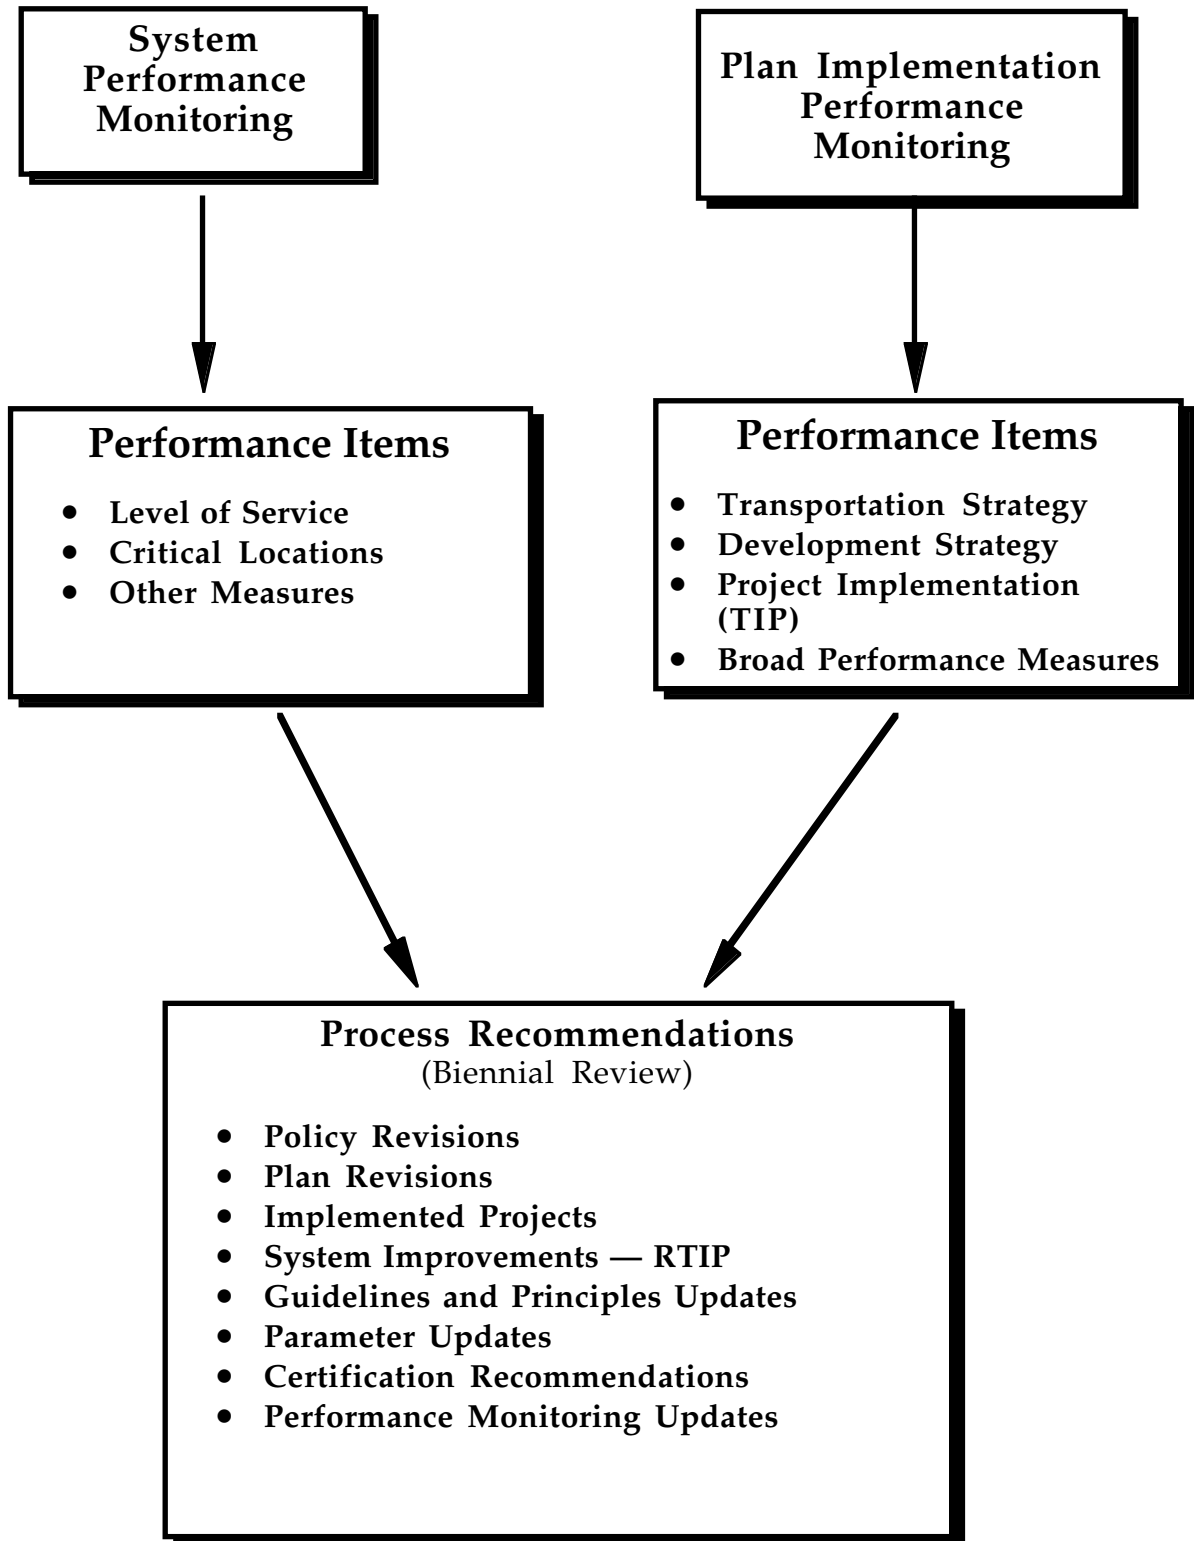 System
Performance
Monitoring
Plan Implementation
Performance
Monitoring
Performance Items
• Level of Service
• Critical Locations
• Other Measures
Performance Items
• Transportation Strategy
• Development Strategy
• Project Implementation
(TIP)
• Broad Performance Measures
Process Recommendations
(Biennial Review)
• Policy Revisions
• Plan Revisions
• Implemented Projects
• System Improvements — RTIP
• Guidelines and Principles Updates
• Parameter Updates
• Certification Recommendations
• Performance Monitoring Updates